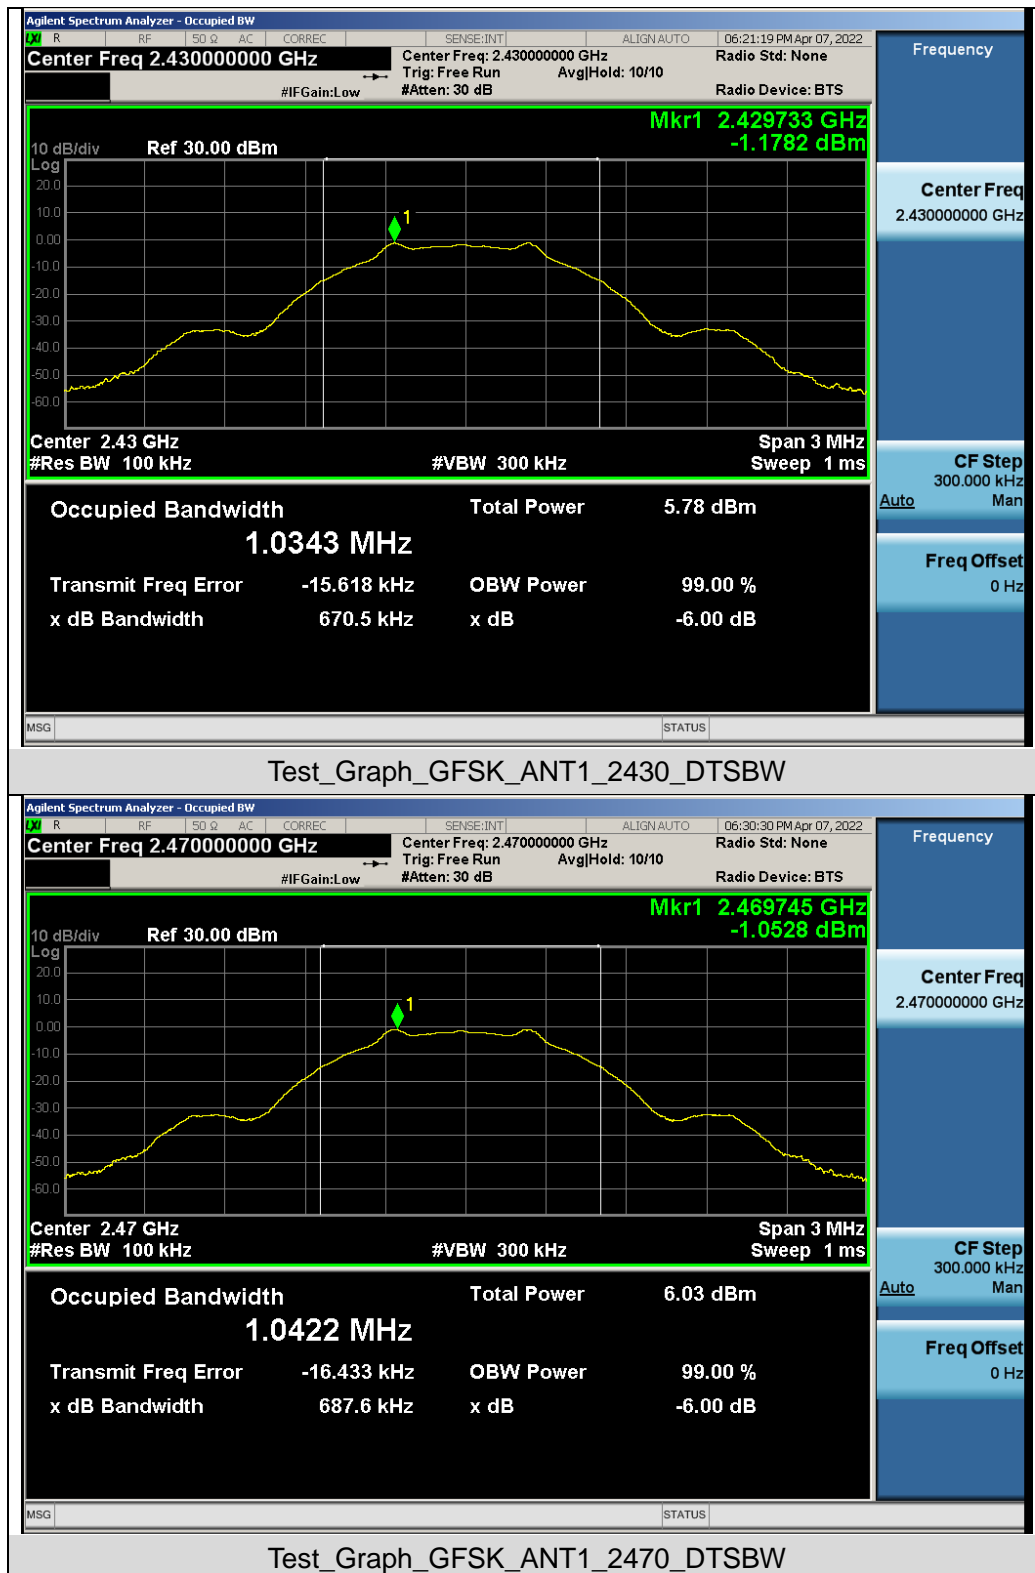 Agilent Spectrum Analyzer - Occupied BW
LXI R RF 50 Ω AC CORREC SENSE:INT ALIGN AUTO 06:21:19 PM Apr 07, 2022
Center Freq 2.430000000 GHz
Center Freq: 2.430000000 GHz Radio Std: None
Trig: Free Run Avg|Hold: 10/10
#IFGain:Low #Atten: 30 dB Radio Device: BTS
Frequency
Mkr1 2.429733 GHz
-1.1782 dBm
10 dB/div Ref 30.00 dBm
Log
20.0
10.0
0.00
-10.0
-20.0
-30.0
-40.0
-50.0
-60.0
1
Center 2.43 GHz Span 3 MHz
#Res BW 100 kHz #VBW 300 kHz Sweep 1 ms
Center Freq
2.430000000 GHz
CF Step
300.000 kHz
Auto Man
Freq Offset
0 Hz
Occupied Bandwidth Total Power 5.78 dBm
1.0343 MHz
Transmit Freq Error -15.618 kHz OBW Power 99.00 %
x dB Bandwidth 670.5 kHz x dB -6.00 dB
MSG STATUS
Test_Graph_GFSK_ANT1_2430_DTSBW
Agilent Spectrum Analyzer - Occupied BW
LXI R RF 50 Ω AC CORREC SENSE:INT ALIGN AUTO 06:30:30 PM Apr 07, 2022
Center Freq 2.470000000 GHz
Center Freq: 2.470000000 GHz Radio Std: None
Trig: Free Run Avg|Hold: 10/10
#IFGain:Low #Atten: 30 dB Radio Device: BTS
Frequency
Mkr1 2.469745 GHz
-1.0528 dBm
10 dB/div Ref 30.00 dBm
Log
20.0
10.0
0.00
-10.0
-20.0
-30.0
-40.0
-50.0
-60.0
1
Center 2.47 GHz Span 3 MHz
#Res BW 100 kHz #VBW 300 kHz Sweep 1 ms
Center Freq
2.470000000 GHz
CF Step
300.000 kHz
Auto Man
Freq Offset
0 Hz
Occupied Bandwidth Total Power 6.03 dBm
1.0422 MHz
Transmit Freq Error -16.433 kHz OBW Power 99.00 %
x dB Bandwidth 687.6 kHz x dB -6.00 dB
MSG STATUS
Test_Graph_GFSK_ANT1_2470_DTSBW